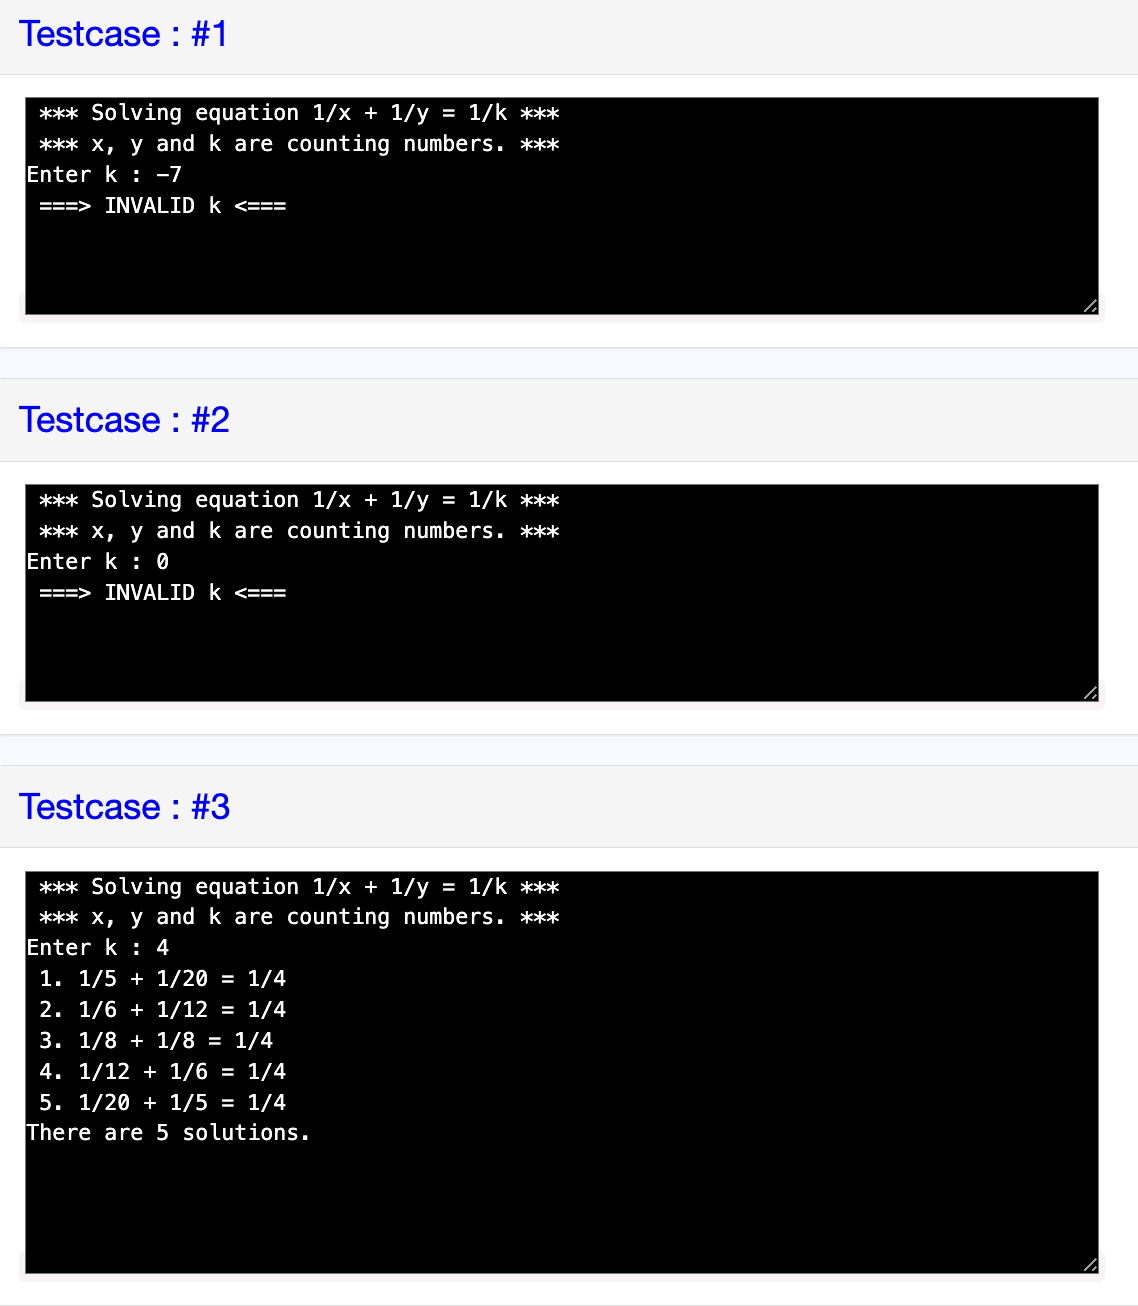 Testcase : #1
*** Solving equation 1/x + 1/y = 1/k ***
*** x, y and k are counting numbers. ***
Enter k : -7
===> INVALID k <===
Testcase : #2
*** Solving equation 1/x + 1/y = 1/k ***
*** x, y and k are counting numbers. ***
Enter k : 0
===> INVALID k <===
Testcase : #3
*** Solving equation 1/x + 1/y = 1/k ***
*** x, y and k are counting numbers. ***
Enter k : 4
1. 1/5 + 1/20 = 1/4
2. 1/6 + 1/12 = 1/4
3. 1/8 + 1/8 = 1/4
4. 1/12 + 1/6 = 1/4
5. 1/20 + 1/5 = 1/4
There are 5 solutions.